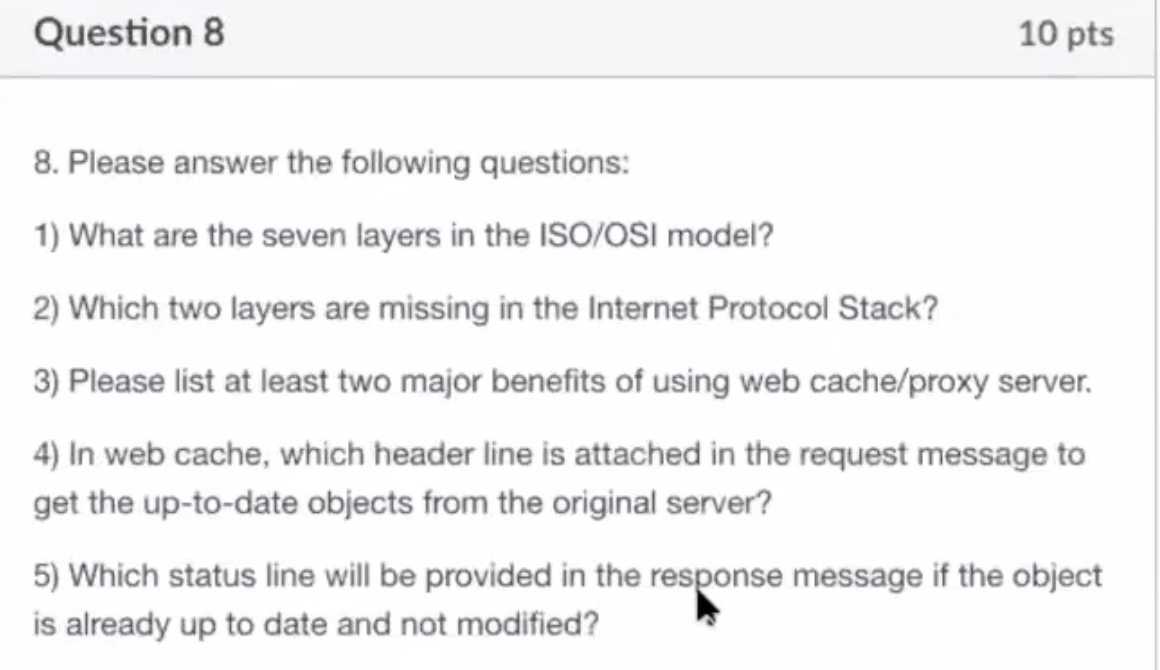 Question 8
10 pts
8. Please answer the following questions:
1) What are the seven layers in the ISO/OSI model?
2) Which two layers are missing in the Internet Protocol Stack?
3) Please list at least two major benefits of using web cache/proxy server.
4) In web cache, which header line is attached in the request message to
get the up-to-date objects from the original server?
5) Which status line will be provided in the response message if the object
is already up to date and not modified?